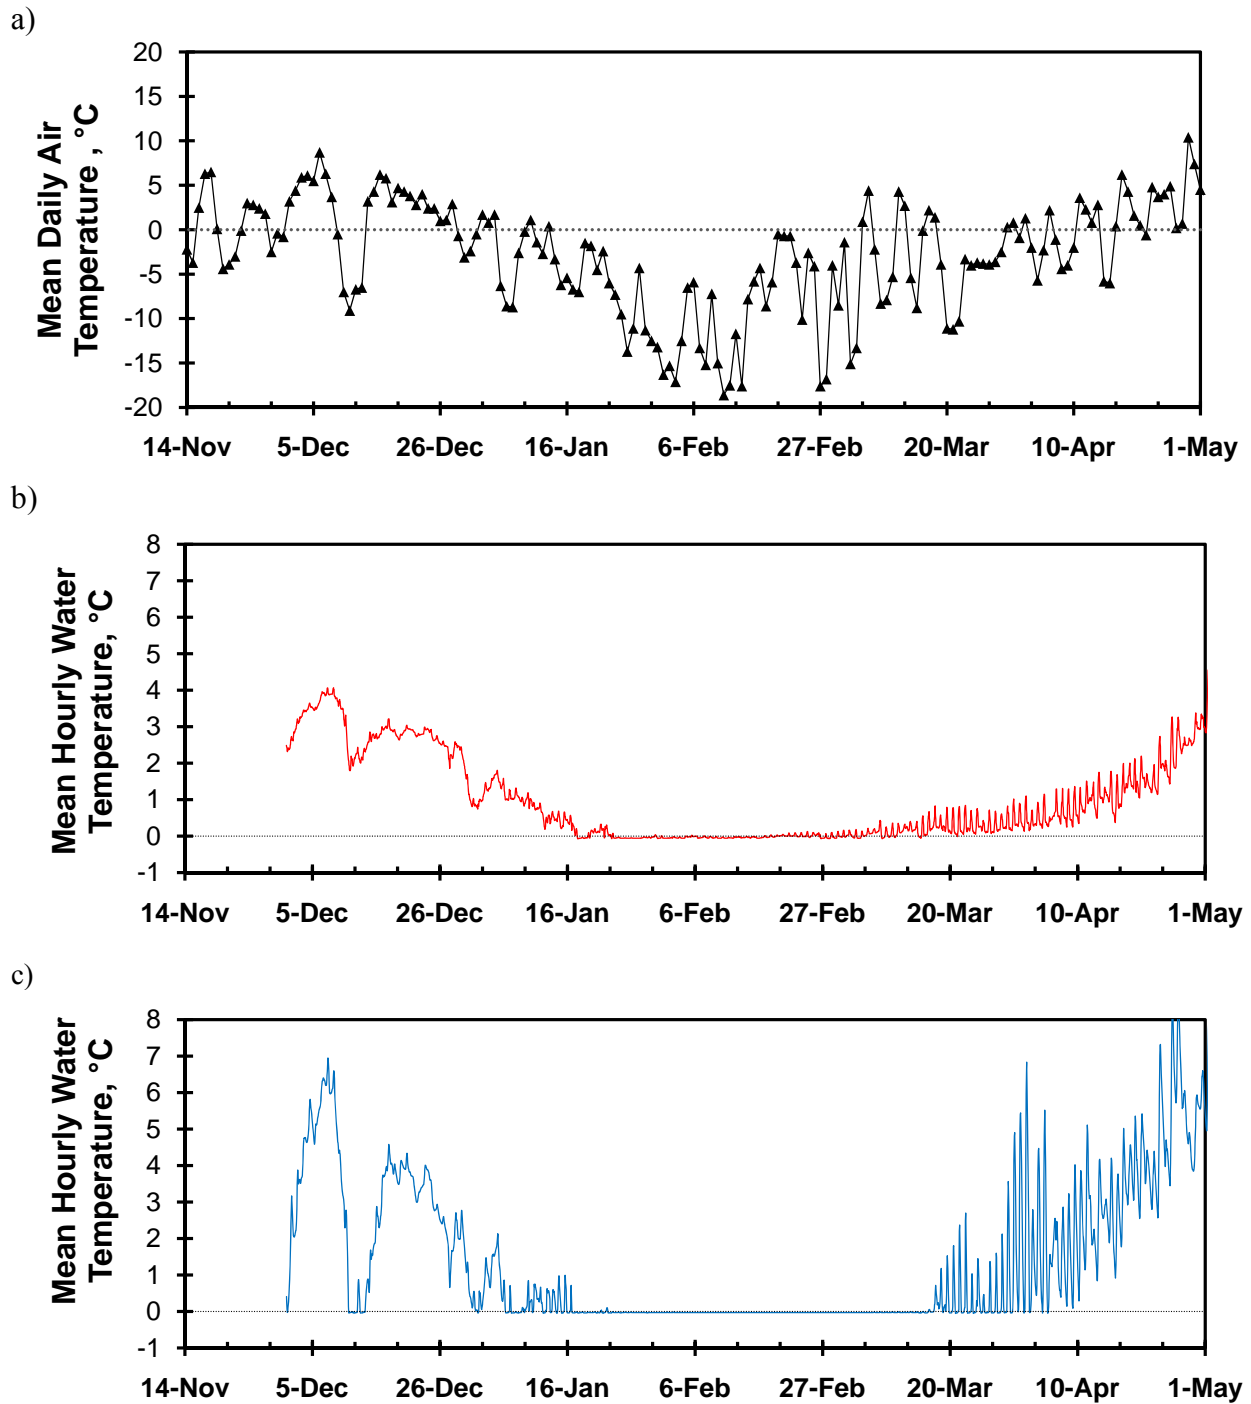 a)
Mean Daily Air
Temperature , °C
20
15
10
5
0
-5
-10
-15
-20
14-Nov 5-Dec 26-Dec 16-Jan 6-Feb 27-Feb 20-Mar 10-Apr 1-May
b)
Mean Hourly Water
Temperature, °C
8
7
6
5
4
3
2
1
0
-1
14-Nov 5-Dec 26-Dec 16-Jan 6-Feb 27-Feb 20-Mar 10-Apr 1-May
c)
Mean Hourly Water
Temperature, °C
8
7
6
5
4
3
2
1
0
-1
14-Nov 5-Dec 26-Dec 16-Jan 6-Feb 27-Feb 20-Mar 10-Apr 1-May